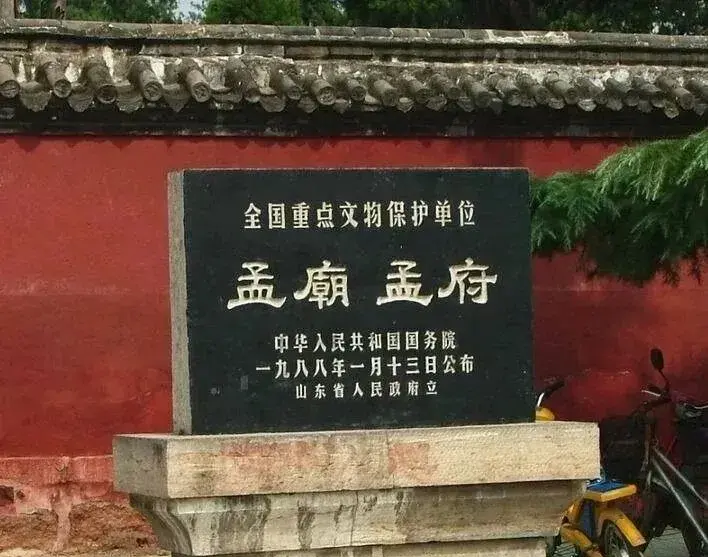 全国重点文物保护单位
孟廟 孟府
中华人民共和国国务院
一九八八年一月十三日公布
山东省人民政府立